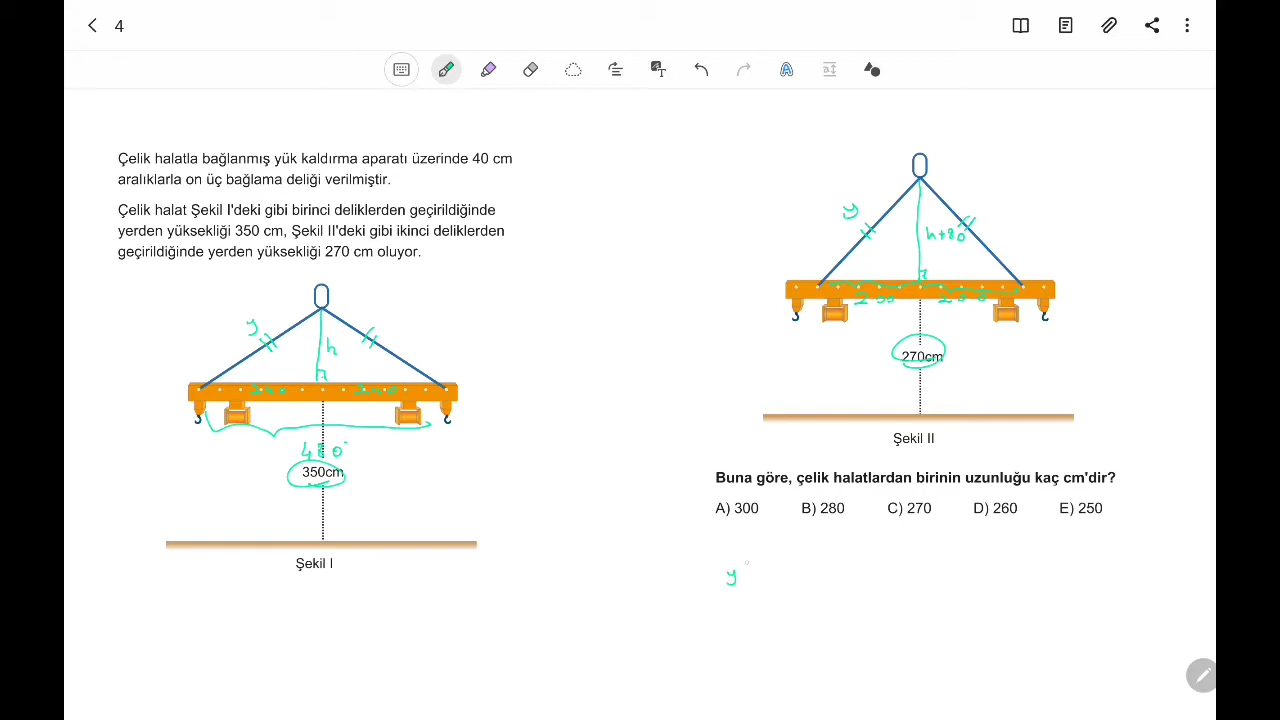 4
Çelik halatla bağlanmış yük kaldırma aparatı üzerinde 40 cm
aralıklarla on üç bağlama deliği verilmiştir.
Çelik halat Şekil I'deki gibi birinci deliklerden geçirildiğinde
yerden yüksekliği 350 cm, Şekil II'deki gibi ikinci deliklerden
geçirildiğinde yerden yüksekliği 270 cm oluyor.
y
h
480
350cm
Şekil I
y
h+80
200 200
270cm
Şekil II
Buna göre, çelik halatlardan birinin uzunluğu kaç cm'dir?
A) 300 B) 280 C) 270 D) 260 E) 250
y